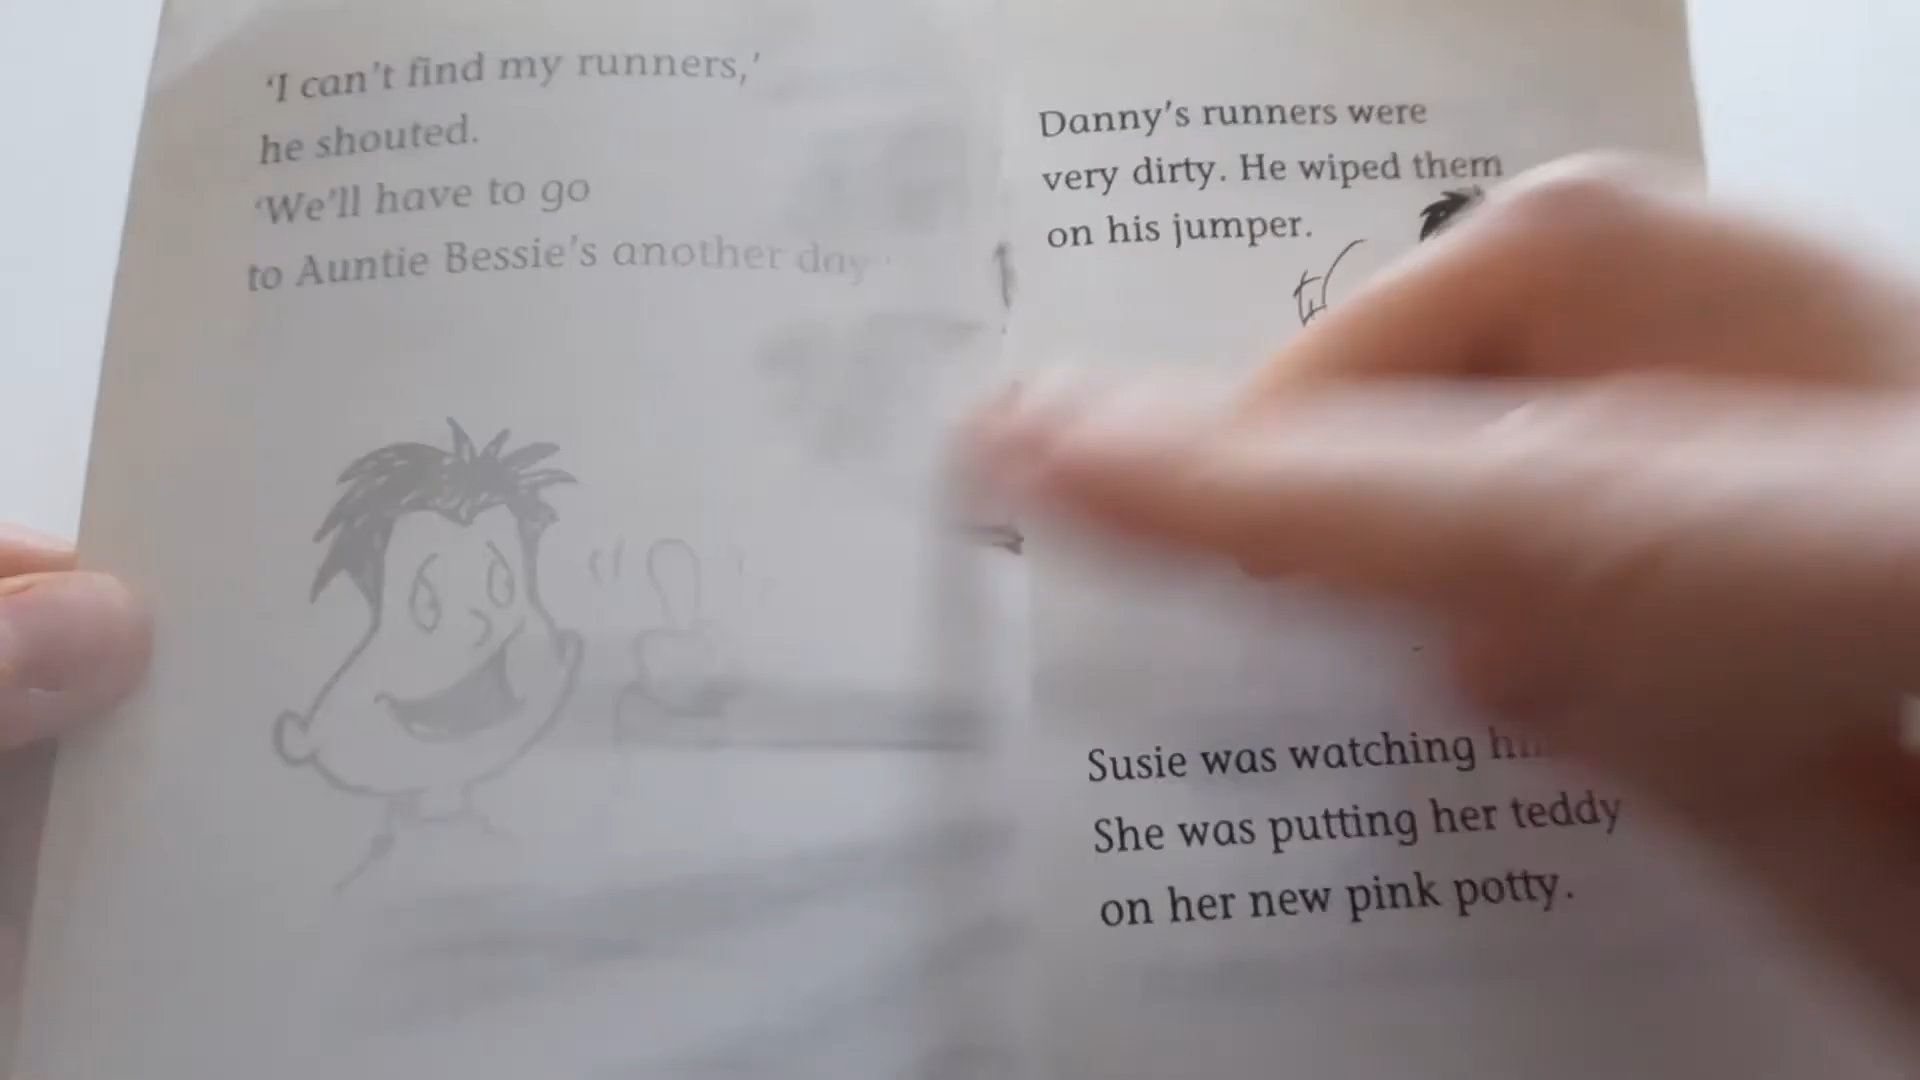 ‘I can't find my runners,’
he shouted.
‘We'll have to go
to Auntie Bessie's another day
Danny's runners were
very dirty. He wiped them
on his jumper.
Susie was watching
She was putting her teddy
on her new pink potty.